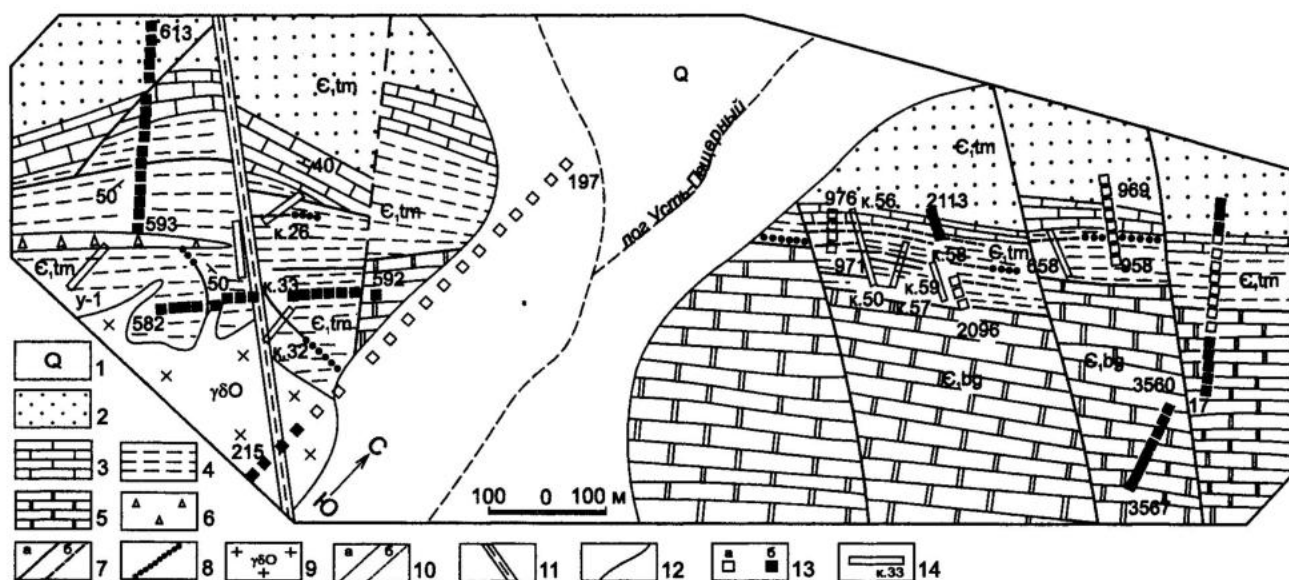 613
Є₁tm
Q
лог Усть-Пещерный
40
50
593
Є₁tm
197
к.26
976
к.56
2113
969
971
к.58
Є₁tm
658
958
Є₁tm
Є₁tm
у-1
50
к.33
592
582
к.32
Є₁tm
к.50
к.59
к.57
2096
Є₁tm
Є₁bg
Є₁bg
3560
17
3567
γδO
215
С
Ю
100 0 100 м
Q 1
2
3 4
5 6
а б 7
8
γδO 9
а б 10
11
12
а б 13
к.33 14